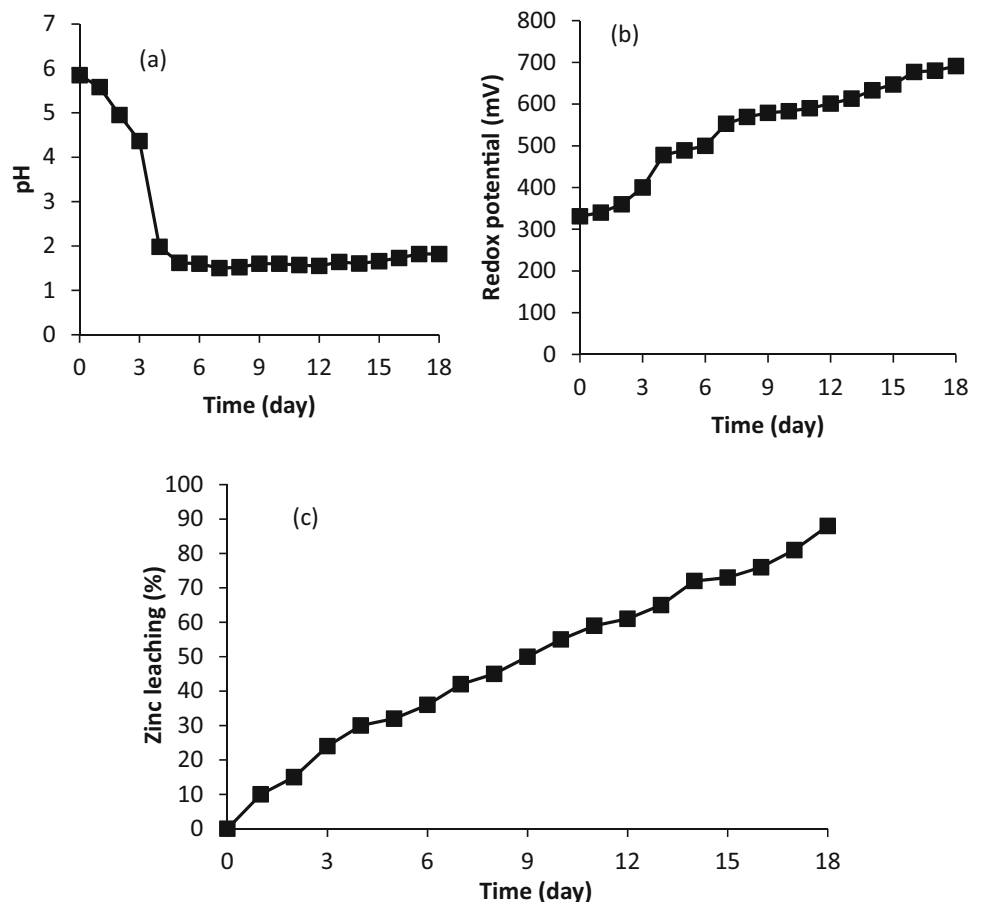 (a)
7
6
5
4
3
2
1
0
pH
0 3 6 9 12 15 18
Time (day)
(b)
800
700
600
500
400
300
200
100
0
Redox potential (mV)
0 3 6 9 12 15 18
Time (day)
(c)
100
90
80
70
60
50
40
30
20
10
0
Zinc leaching (%)
0 3 6 9 12 15 18
Time (day)